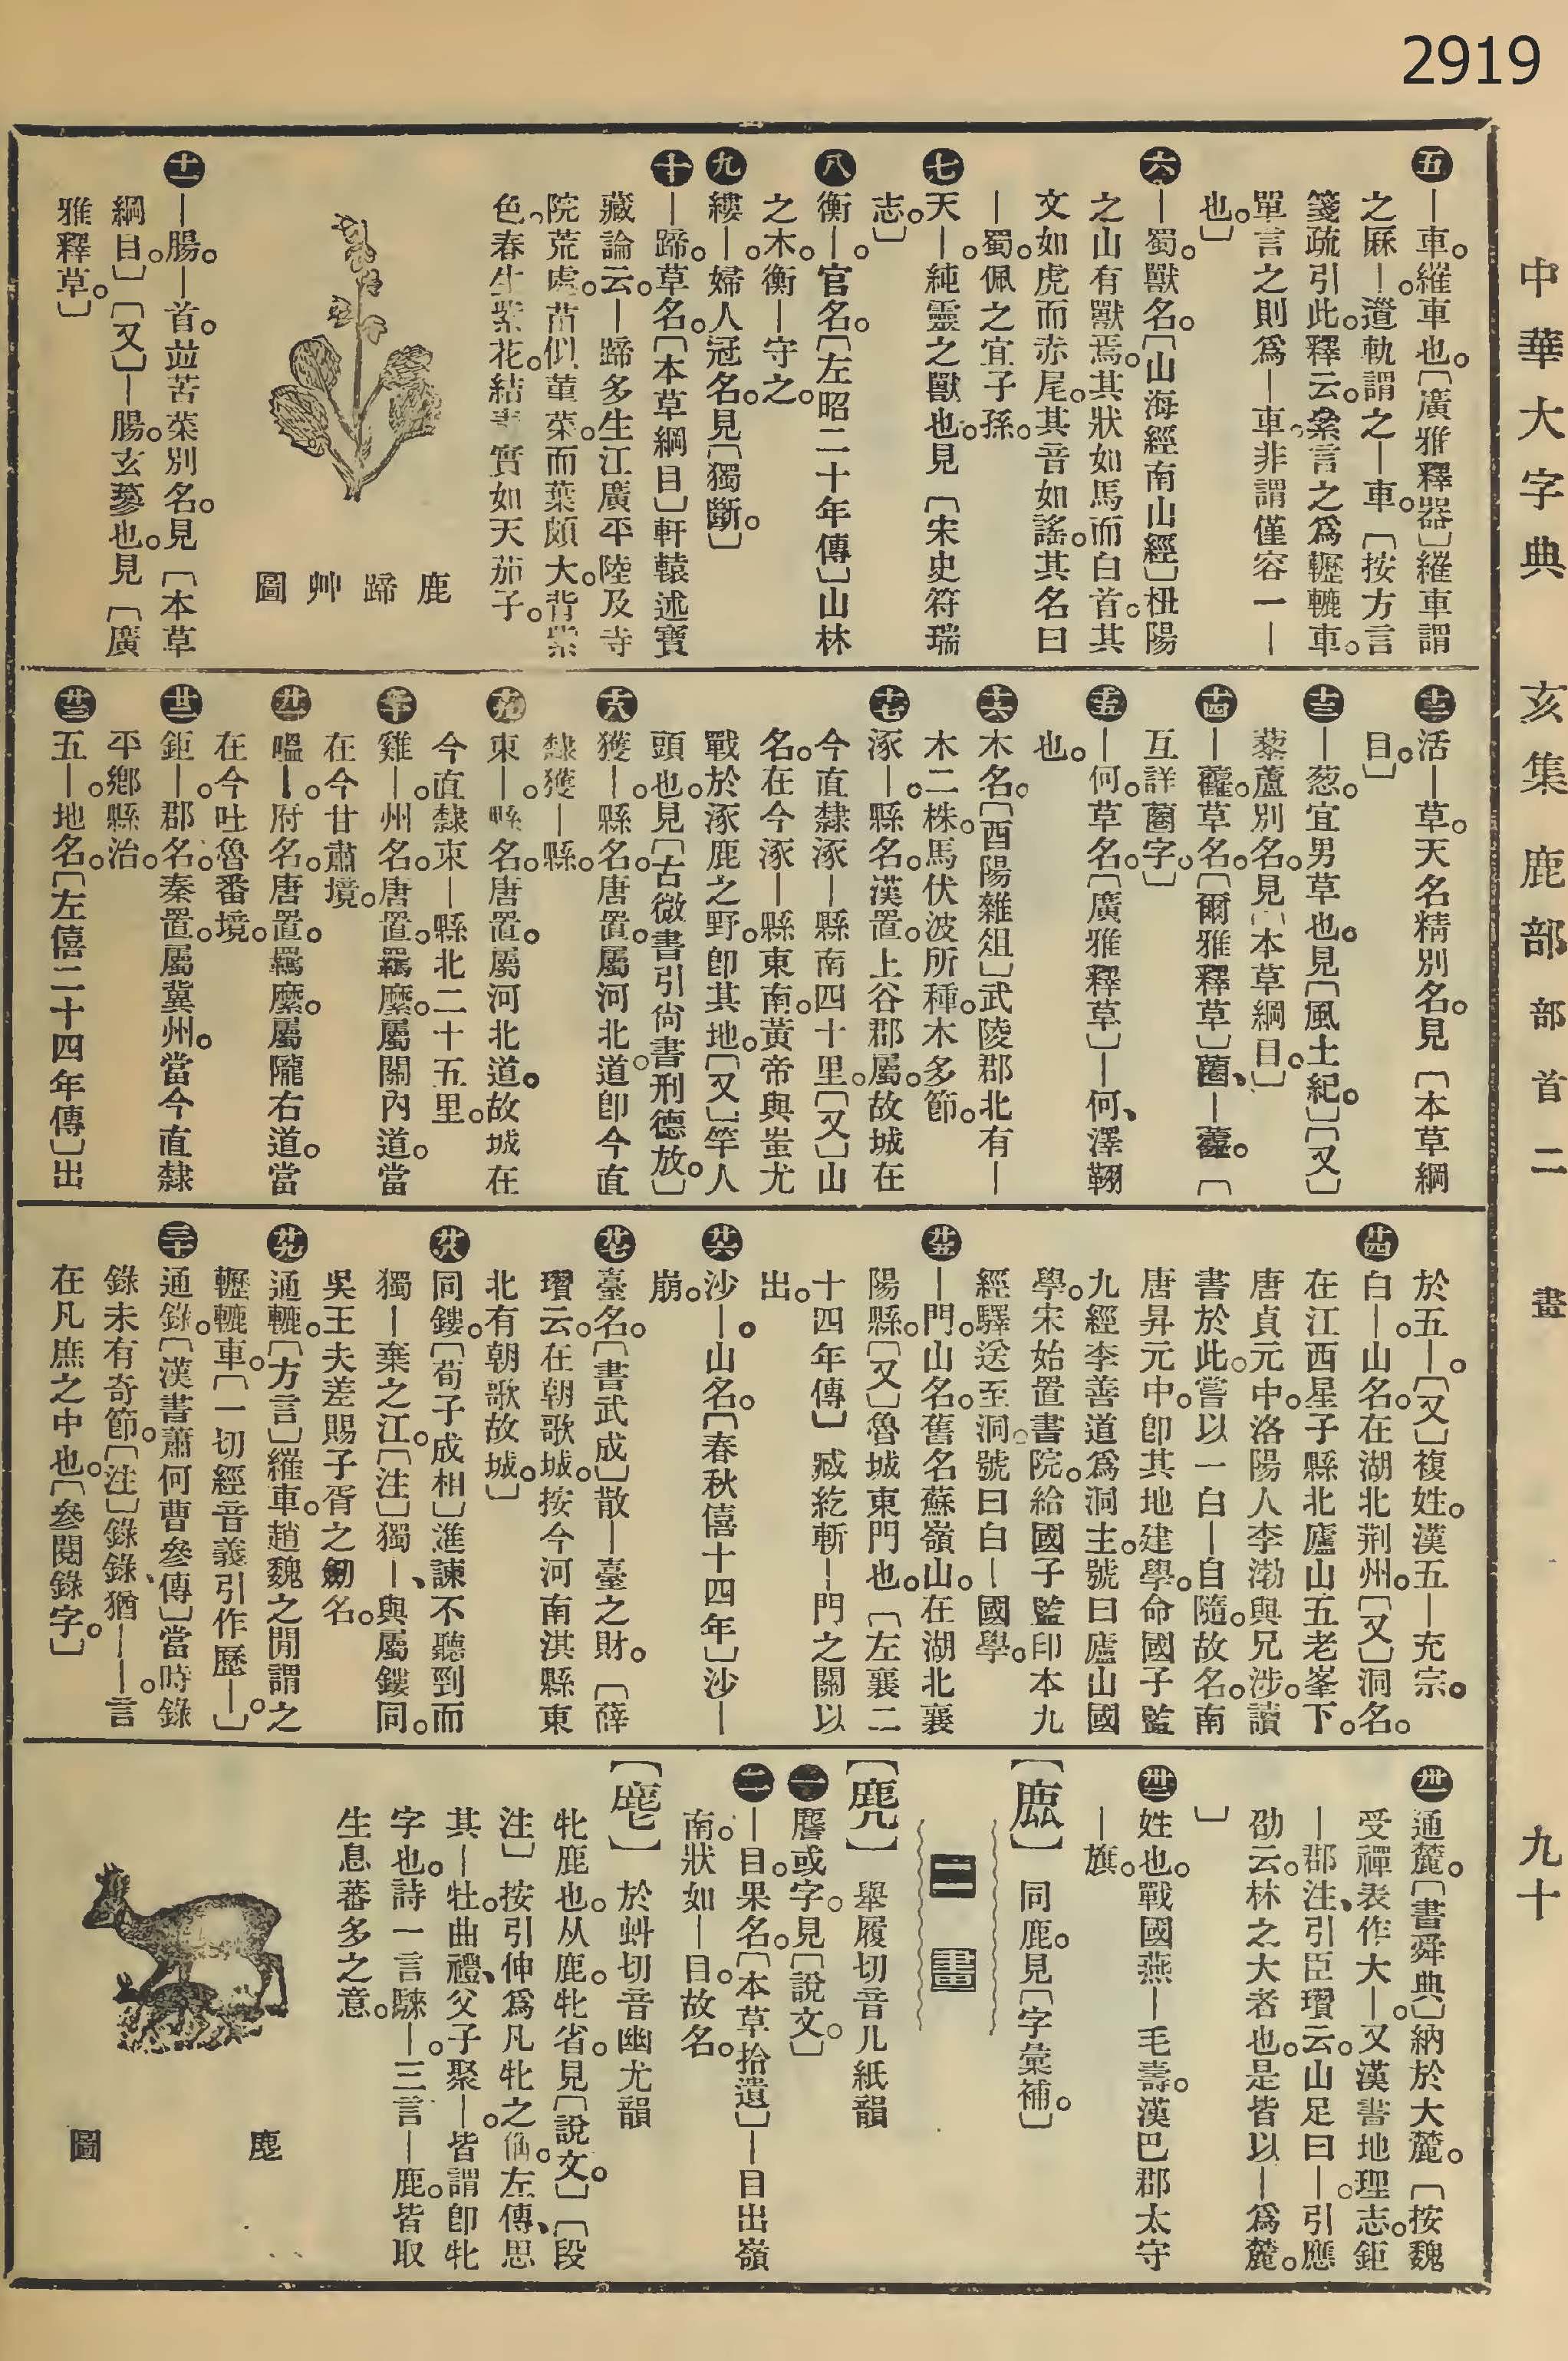 2919
中華大字典　亥集　鹿部　部首　二畫　九十
五｜車。維車也。〔廣雅釋器〕維車謂
之厤｜。道軌謂之｜車。〔按方言
箋疏引此。釋云。絫言之爲轣轆車。
單言之則爲｜車。非謂僅容一｜
也。〕
六｜蜀。獸名。〔山海經南山經〕杻陽
之山有獸焉。其狀如馬而白首。其
文如虎而赤尾。其音如謠。其名曰
｜蜀。佩之宜子孫。
七天｜。純靈之獸也。見〔宋史符瑞
志。〕
八衡｜。官名。〔左昭二十年傳〕山林
之木。衡｜守之。
九縷｜。婦人冠名。見〔獨斷。〕
十｜蹄。草名。〔本草綱目〕軒轅述寶
藏論云。｜蹄多生江廣平陸及寺
院荒處。苗似菫菜。而葉頗大。背紫
色。春生紫花。結靑實如天茄子。
鹿蹄艸圖
十一｜腸。｜首。竝苦菜別名。見〔本草
綱目。〕〔又〕｜腸。玄蔘也。見〔廣
雅釋草。〕
十二活｜。草。天名精別名。見〔本草綱
目。〕
十三｜葱。宜男草也。見〔風土紀。〕〔又〕
藜蘆別名。見〔本草綱目。〕
十四｜藿。草名。〔爾雅釋草〕蔨、｜藿。〔
互詳蔨字。〕
十五｜何。草名。〔廣雅釋草〕｜何、澤翱
也。
十六木名。〔酉陽雜俎〕武陵郡北有｜
木二株。馬伏波所種。木多節。
十七涿｜。縣名。漢置。上谷郡屬。故城在
今直隸涿｜縣南四十里。〔又〕山
名。在今涿｜縣東南。黃帝與蚩尤
戰於涿鹿之野。卽其地。〔又〕竿人
頭也。見〔古微書引尙書刑德放。〕
十八獲｜。縣名。唐置。屬河北道。卽今直
隸獲｜縣。
十九東｜。縣名。唐置。屬河北道。故城在
今直隸束｜縣北二十五里。
二十雞｜。州名。唐置。羈縻。屬關內道。當
在今甘肅境。
廿一嗢｜。府名。唐置。羈縻。屬隴右道。當
在今吐魯番境。
廿二鉅｜。郡名。秦置。屬冀州。當今直隸
平鄕縣治。
廿三五｜。地名。〔左僖二十四年傳〕出
於五｜。〔又〕複姓。漢五｜充宗。
廿四白｜。山名。在湖北荆州。〔又〕洞名。
在江西星子縣北廬山五老峯下。
唐貞元中。洛陽人李渤與兄涉。讀
書於此。嘗以一白｜自隨。故名。南
唐昇元中。卽其地建學。命國子監
九經李善道爲洞主。號曰廬山國
學。宋始置書院。給國子監印本九
經驛送至洞。號曰白｜國學。
廿五｜門。山名。舊名蘇嶺山。在湖北襄
陽縣。〔又〕魯城東門也。〔左襄二
十四年傳〕臧紇斬｜門之關以
出。
廿六沙｜。山名。〔春秋僖十四年〕沙｜
崩。
廿七臺名。〔書武成〕散｜臺之財。〔薛
瓚云。在朝歌城。按今河南淇縣東
北有朝歌故城。〕
廿八同鏤。〔荀子成相〕進諫不聽剄而
獨｜棄之江。〔注〕獨｜、與屬鏤同。
吳王夫差賜子胥之劒名。
廿九通轆。〔方言〕維車。趙魏之閒謂之
轣轆車。〔一切經音義引作歷｜。〕
三十通錄。〔漢書蕭何曹參傳〕當時錄
錄未有奇節。〔注〕錄錄、猶｜｜。言
在凡庶之中也。〔參閱錄字。〕
卅一通麓。〔書舜典〕納於大麓。〔按魏
受禪表作大｜。又漢書地理志。鉅
｜郡注、引臣瓚云。山足曰｜。引應
劭云。林之大者也。是皆以｜爲麓。
〕
卅二姓也。戰國燕｜毛壽。漢巴郡太守
｜旗。
〔𢉖〕同鹿。見〔字彙補。〕
二畫
〔麂〕舉履切音几紙韻
一麐或字。見〔說文。〕
二｜目。果名。〔本草拾遺〕｜目出嶺
南。狀如｜目。故名。
〔麀〕於虯切音幽尤韻
牝鹿也。从鹿。牝省。見〔說文。〕〔段
注〕按引伸爲凡牝之偁。左傳、思
其｜牡。曲禮、父子聚｜。皆謂卽牝
字也。詩一言騋｜。三言｜鹿。皆取
生息蕃多之意。
麀圖